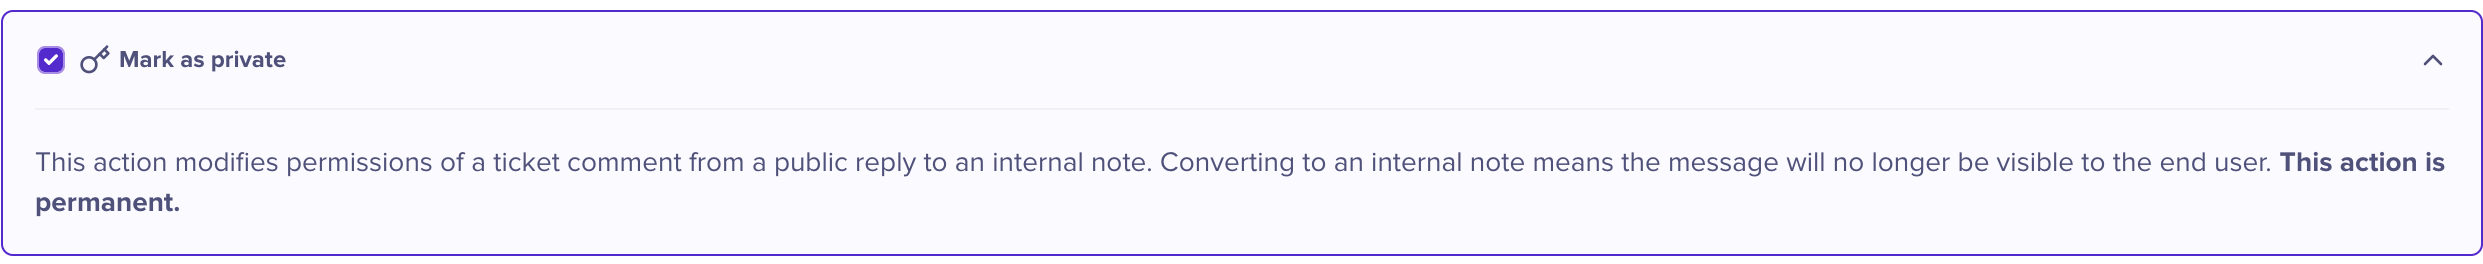 Mark as private
This action modifies permissions of a ticket comment from a public reply to an internal note. Converting to an internal note means the message will no longer be visible to the end user. This action is
permanent.